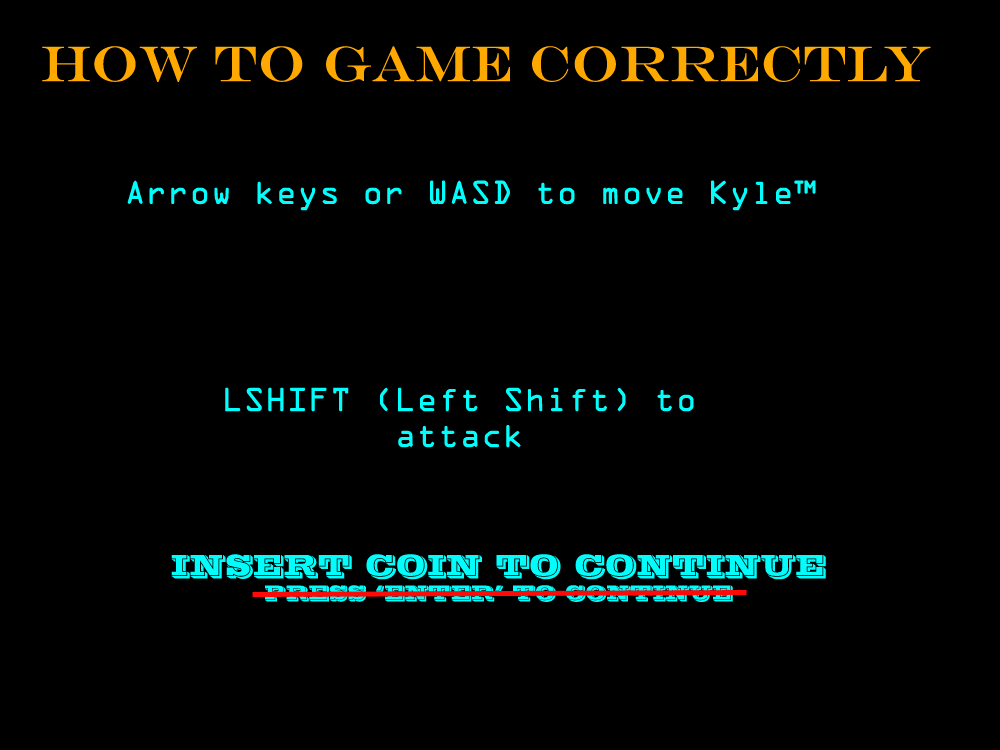 HOW TO GAME CORRECTLY
Arrow keys or WASD to move Kyle™
LSHIFT (Left Shift) to
attack
INSERT COIN TO CONTINUE
PRESS 'ENTER' TO CONTINUE